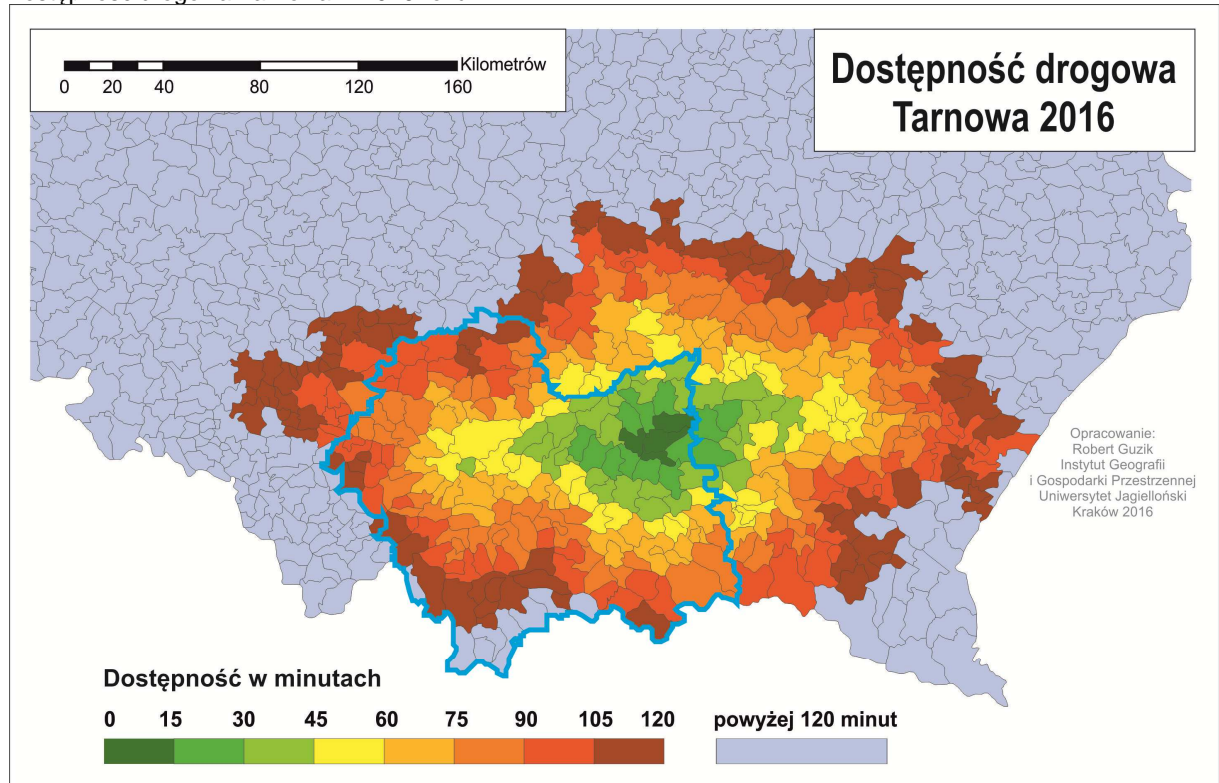 Kilometrów
0 20 40 80 120 160
Dostępność drogowa
Tarnowa 2016
Opracowanie:
Robert Guzik
Instytut Geografii
i Gospodarki Przestrzennej
Uniwersytet Jagielloński
Kraków 2016
Dostępność w minutach
0 15 30 45 60 75 90 105 120
powyżej 120 minut